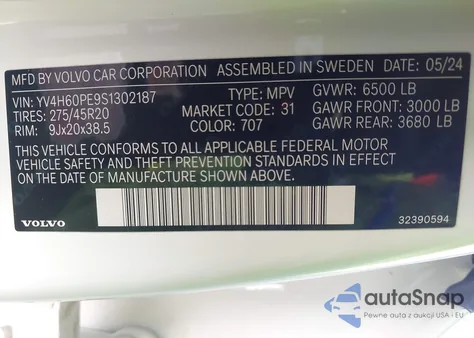 MFD BY VOLVO CAR CORPORATION ASSEMBLED IN SWEDEN DATE: 05/24
VIN: YV4H60PE9S1302187 TYPE: MPV GVWR: 6500 LB
TIRES: 275/45R20 MARKET CODE: 31 GAWR FRONT: 3000 LB
RIM: 9Jx20x38.5 COLOR: 707 GAWR REAR: 3680 LB
THIS VEHICLE CONFORMS TO ALL APPLICABLE FEDERAL MOTOR
VEHICLE SAFETY AND THEFT PREVENTION STANDARDS IN EFFECT
ON THE DATE OF MANUFACTURE SHOWN ABOVE.
VOLVO 32390594
autoSnap
Pewne auta z aukcji USA i EU